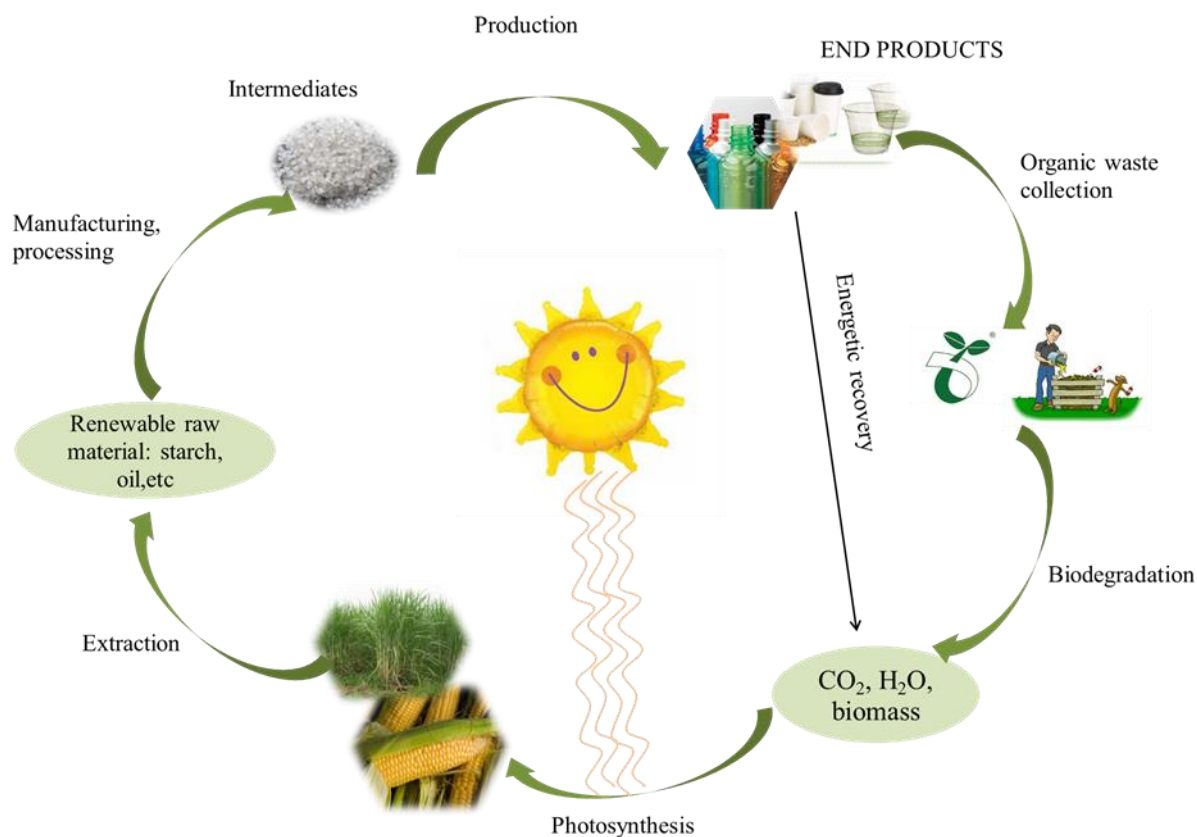 Production
END PRODUCTS
Intermediates
Organic waste
collection
Manufacturing,
processing
Energetic recovery
®
Renewable raw
material: starch,
oil,etc
Biodegradation
Extraction
CO₂, H₂O,
biomass
Photosynthesis